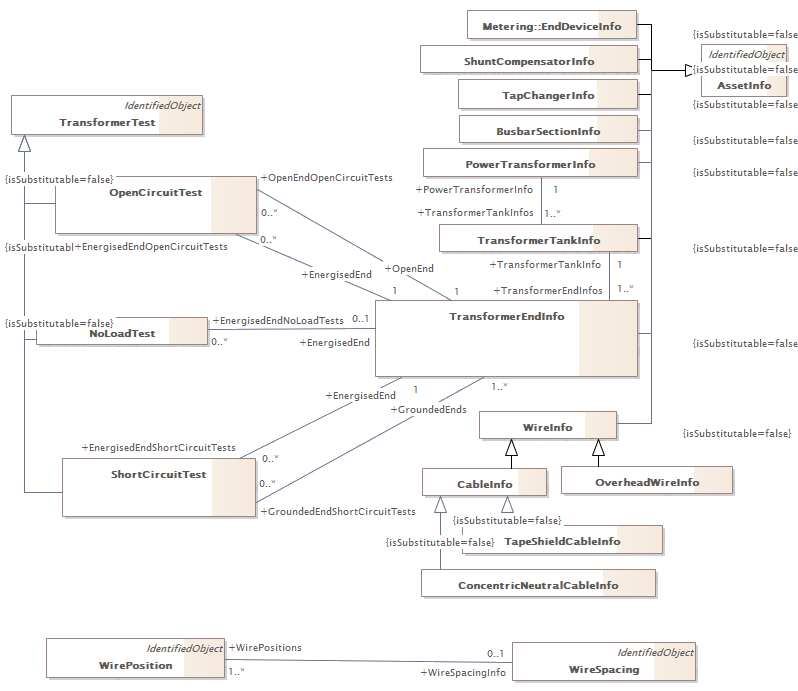 Metering::EndDeviceInfo
{isSubstitutable=false
IdentifiedObject
ShuntCompensatorInfo
{isSubstitutable=false
AssetInfo
TapChangerInfo
{isSubstitutable=false
IdentifiedObject
TransformerTest
BusbarSectionInfo
{isSubstitutable=false
PowerTransformerInfo
{isSubstitutable=false
{isSubstitutable=false}
+OpenEndOpenCircuitTests
OpenCircuitTest
+PowerTransformerInfo
1
0..*
+TransformerTankInfos
1..*
0..*
TransformerTankInfo
{isSubstitutabl
+EnergisedEndOpenCircuitTests
{isSubstitutable=false
+OpenEnd
+TransformerTankInfo
1
+EnergisedEnd
1
1
+TransformerEndInfos
1..*
{isSubstitutable=false}
+EnergisedEndNoLoadTests
0..1
TransformerEndInfo
NoLoadTest
0..*
+EnergisedEnd
{isSubstitutable=false
+EnergisedEnd
1
1..*
+GroundedEnds
WireInfo
{isSubstitutable=false}
+EnergisedEndShortCircuitTests
0..*
ShortCircuitTest
0..*
CableInfo
OverheadWireInfo
+GroundedEndShortCircuitTests
{isSubstitutable=false}
{isSubstitutable=false}
TapeShieldCableInfo
ConcentricNeutralCableInfo
IdentifiedObject
+WirePositions
0..1
IdentifiedObject
WirePosition
1..*
+WireSpacingInfo
WireSpacing